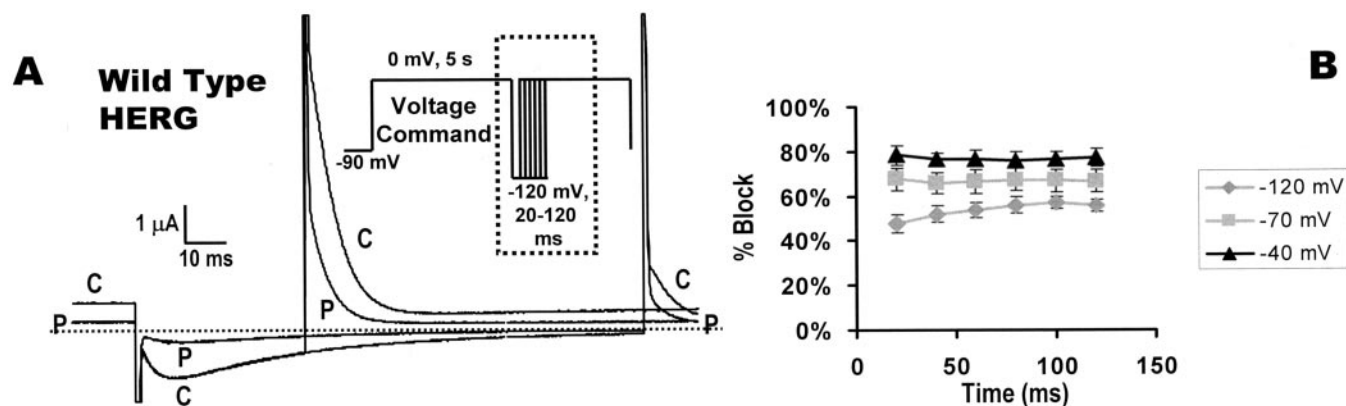 A
Wild Type
HERG
0 mV, 5 s
Voltage
Command
-90 mV
-120 mV,
20-120
ms
1 μA
10 ms
C
P
C
P
P
C
C
P
B
100%
80%
60%
40%
20%
0%
% Block
0
50
100
150
Time (ms)
-120 mV
-70 mV
-40 mV